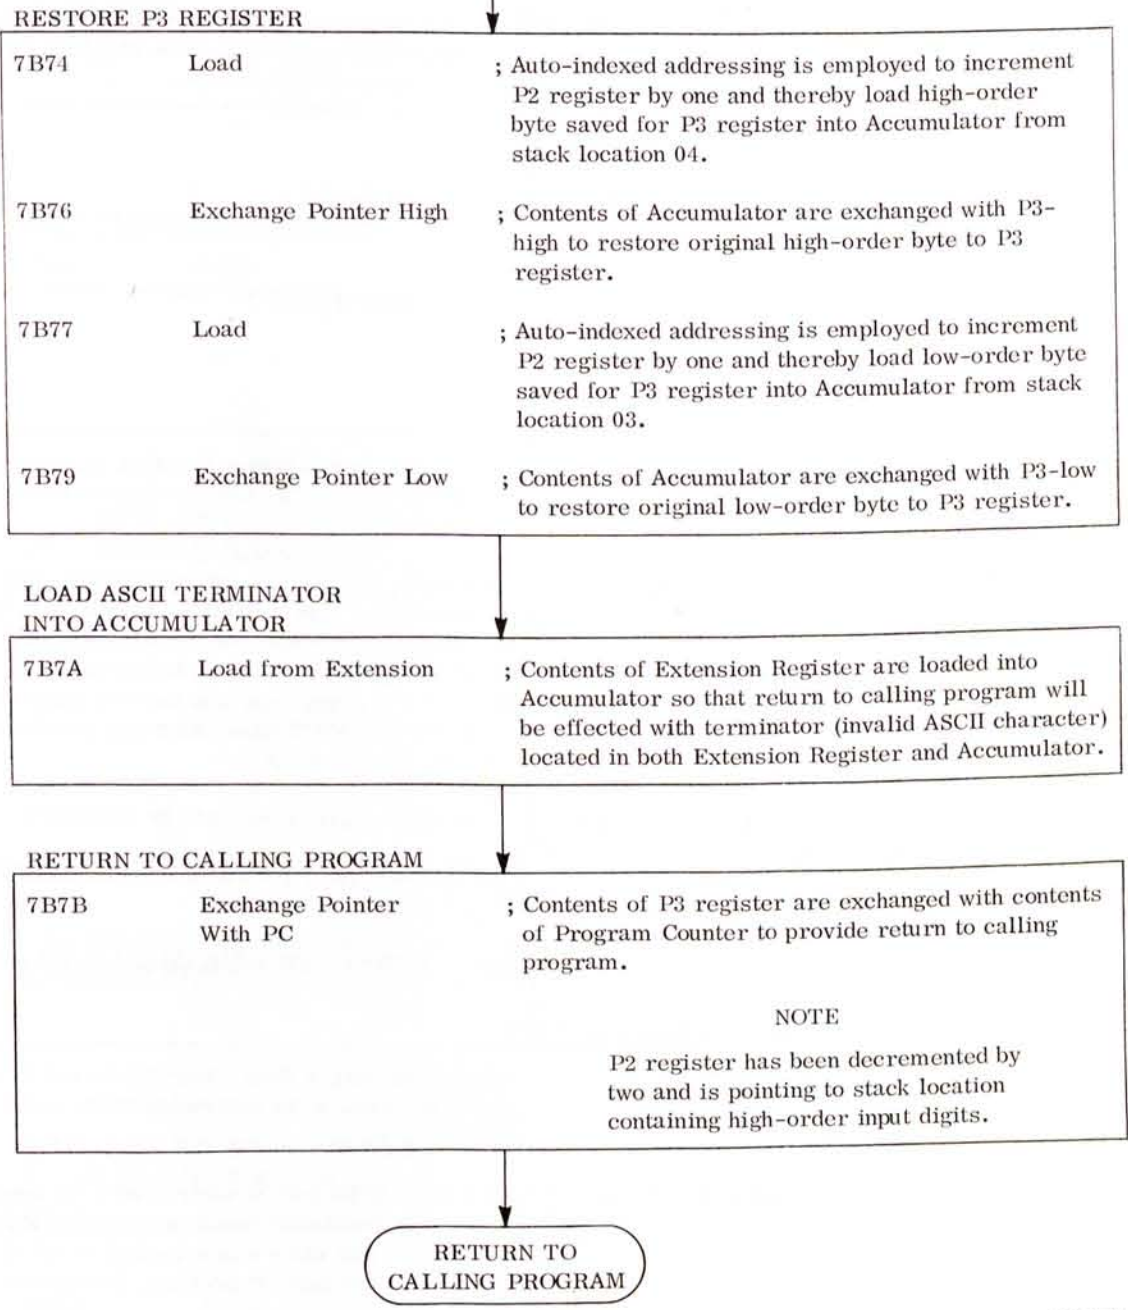 RESTORE P3 REGISTER
7B74 Load ; Auto-indexed addressing is employed to increment
P2 register by one and thereby load high-order
byte saved for P3 register into Accumulator from
stack location 04.
7B76 Exchange Pointer High ; Contents of Accumulator are exchanged with P3-
high to restore original high-order byte to P3
register.
7B77 Load ; Auto-indexed addressing is employed to increment
P2 register by one and thereby load low-order byte
saved for P3 register into Accumulator from stack
location 03.
7B79 Exchange Pointer Low ; Contents of Accumulator are exchanged with P3-low
to restore original low-order byte to P3 register.
LOAD ASCII TERMINATOR
INTO ACCUMULATOR
7B7A Load from Extension ; Contents of Extension Register are loaded into
Accumulator so that return to calling program will
be effected with terminator (invalid ASCII character)
located in both Extension Register and Accumulator.
RETURN TO CALLING PROGRAM
7B7B Exchange Pointer ; Contents of P3 register are exchanged with contents
With PC of Program Counter to provide return to calling
program.
NOTE
P2 register has been decremented by
two and is pointing to stack location
containing high-order input digits.
RETURN TO
CALLING PROGRAM